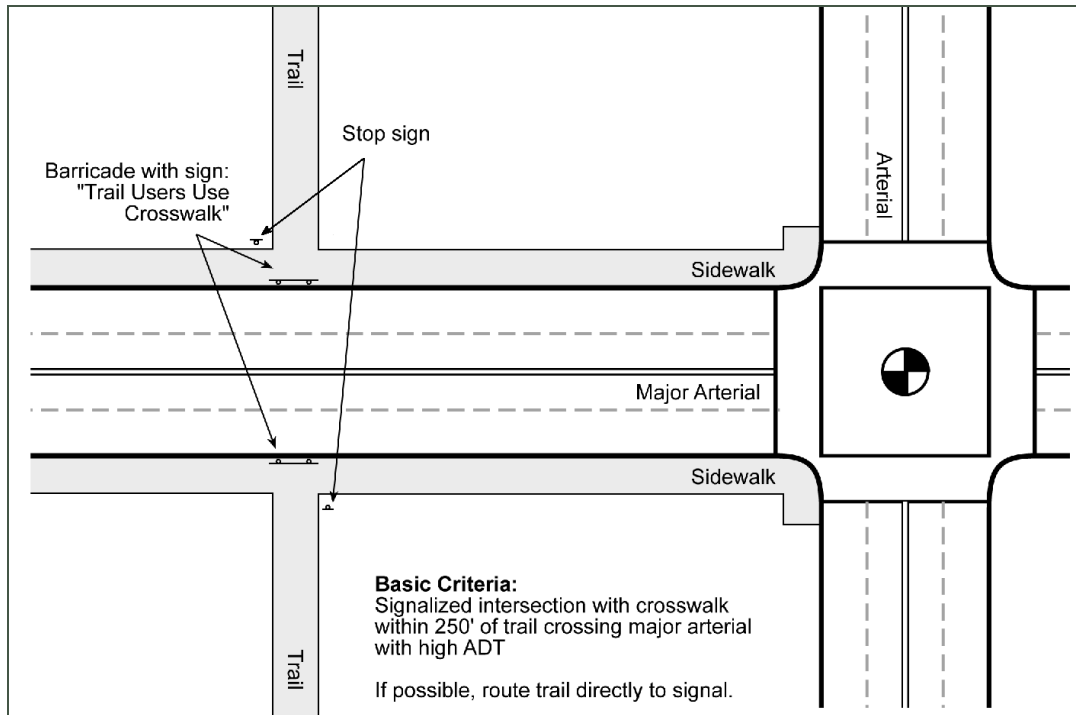 Trail
Stop sign
Barricade with sign:
"Trail Users Use
Crosswalk"
Arterial
Sidewalk
Major Arterial
Sidewalk
Basic Criteria:
Signalized intersection with crosswalk
within 250' of trail crossing major arterial
with high ADT
If possible, route trail directly to signal.
Trail